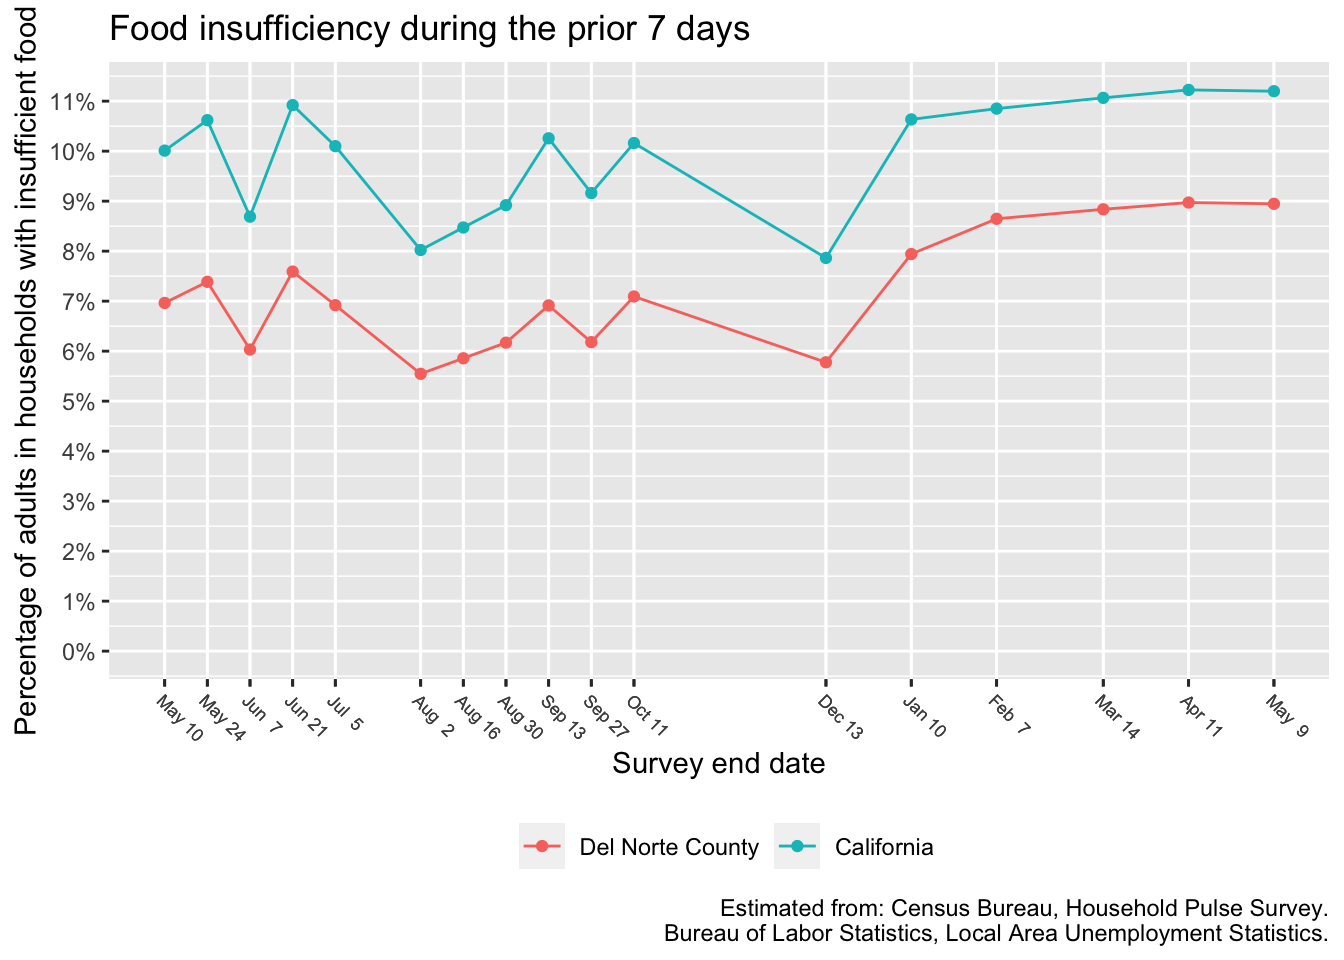 Food insufficiency during the prior 7 days
Percentage of adults in households with insufficient food
11%
10%
9%
8%
7%
6%
5%
4%
3%
2%
1%
0%
May 10
May 24
Jun 7
Jun 21
Jul 5
Aug 2
Aug 16
Aug 30
Sep 13
Sep 27
Oct 11
Dec 13
Jan 10
Feb 7
Mar 14
Apr 11
May 9
Survey end date
Del Norte County
California
Estimated from: Census Bureau, Household Pulse Survey.
Bureau of Labor Statistics, Local Area Unemployment Statistics.